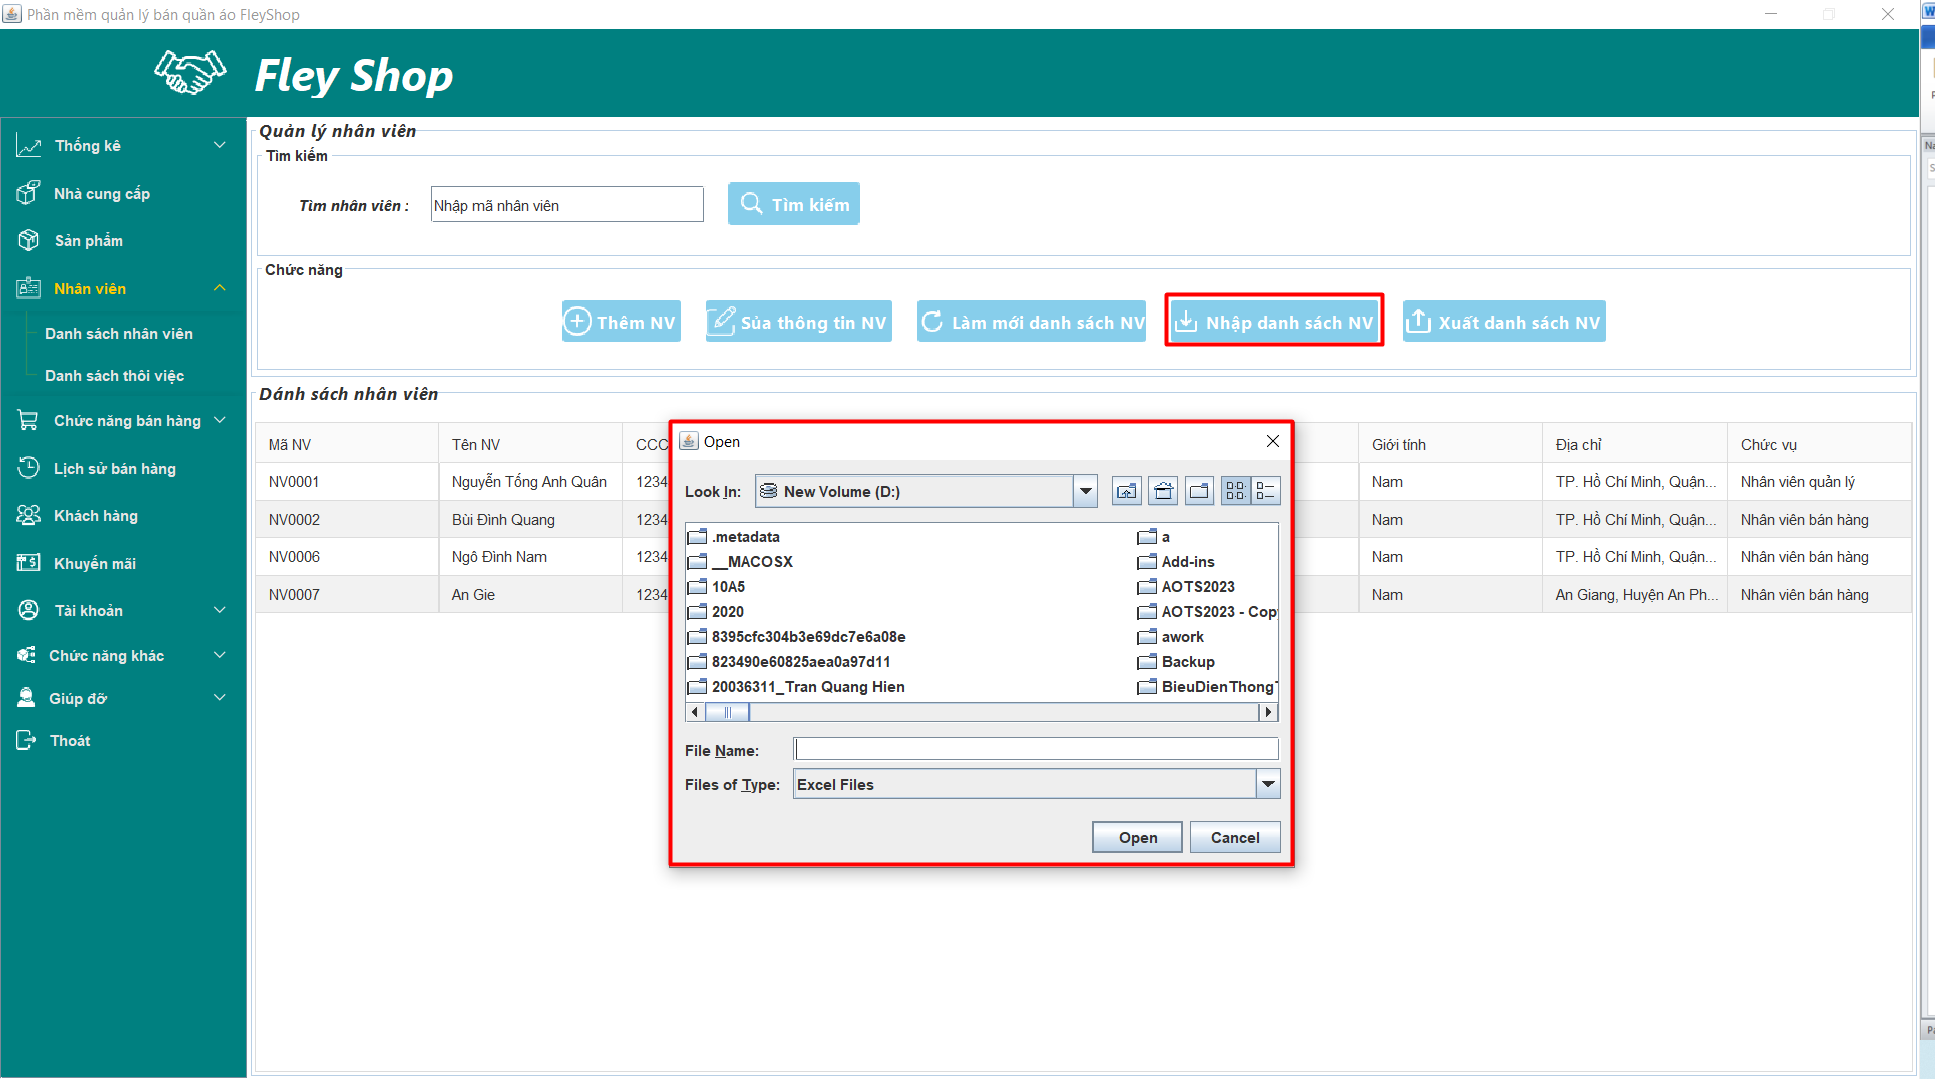 Phần mềm quản lý bán quần áo FleyShop
Fley Shop
Thống kê
Nhà cung cấp
Sản phẩm
Nhân viên
Danh sách nhân viên
Danh sách thôi việc
Chức năng bán hàng
Lịch sử bán hàng
Khách hàng
Khuyến mãi
Tài khoản
Chức năng khác
Giúp đỡ
Thoát
Quản lý nhân viên
Tìm kiếm
Tìm nhân viên :
Nhập mã nhân viên
Tìm kiếm
Chức năng
Thêm NV
Sủa thông tin NV
Làm mới danh sách NV
Nhập danh sách NV
Xuất danh sách NV
Dánh sách nhân viên
Mã NV Tên NV CCC Giới tính Địa chỉ Chức vụ
NV0001 Nguyễn Tống Anh Quân 1234 Nam TP. Hồ Chí Minh, Quận... Nhân viên quản lý
NV0002 Bùi Đình Quang 1234 Nam TP. Hồ Chí Minh, Quận... Nhân viên bán hàng
NV0006 Ngô Đình Nam 1234 Nam TP. Hồ Chí Minh, Quận... Nhân viên bán hàng
NV0007 An Gie 1234 Nam An Giang, Huyện An Ph... Nhân viên bán hàng
Open
Look In: New Volume (D:)
.metadata
__MACOSX
10A5
2020
8395cfc304b3e69dc7e6a08e
823490e60825aea0a97d11
20036311_Tran Quang Hien
a
Add-ins
AOTS2023
AOTS2023 - Cop
awork
Backup
BieuDienThong
File Name:
Files of Type: Excel Files
Open
Cancel